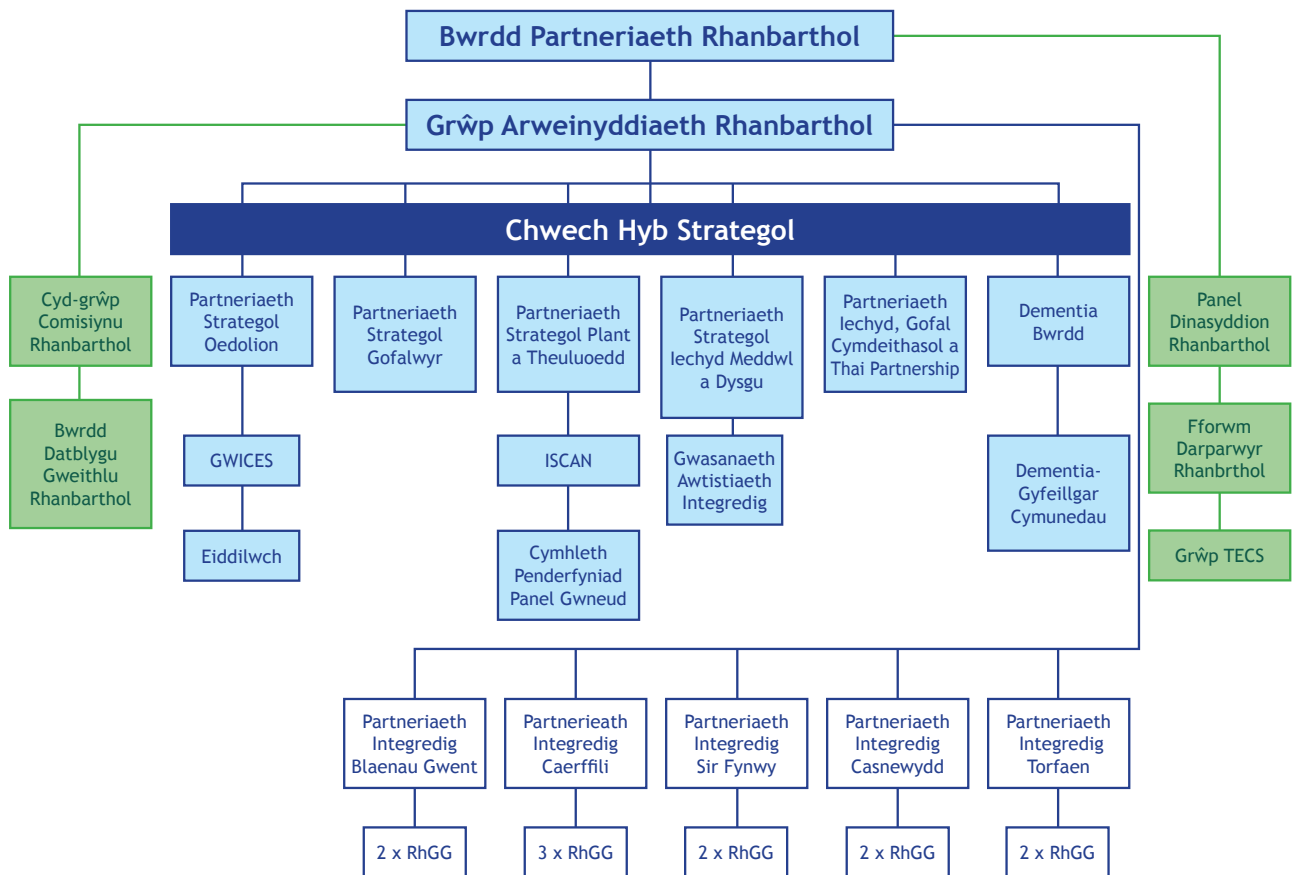 Bwrdd Partneriaeth Rhanbarthol
Grŵp Arweinyddiaeth Rhanbarthol
Chwech Hyb Strategol
Cyd-grŵp
Comisiynu
Rhanbarthol
Bwrdd
Datblygu
Gweithlu
Rhanbarthol
Partneriaeth
Strategol
Oedolion
GWICES
Eiddilwch
Partneriaeth
Strategol
Gofalwyr
Partneriaeth
Strategol Plant
a Theuluoedd
ISCAN
Cymhleth
Penderfyniad
Panel Gwneud
Partneriaeth
Strategol
Iechyd Meddwl
a Dysgu
Gwasanaeth
Awtistiaeth
Integredig
Partneriaeth
Iechyd, Gofal
Cymdeithasol a
Thai Partnership
Dementia
Bwrdd
Dementia-
Gyfeillgar
Cymunedau
Panel
Dinasyddion
Rhanbarthol
Fforwm
Darparwyr
Rhanbrthol
Grŵp TECS
Partneriaeth
Integredig
Blaenau Gwent
2 x RhGG
Partnerieath
Integredig
Caerffili
3 x RhGG
Partneriaeth
Integredig
Sir Fynwy
2 x RhGG
Partneriaeth
Integredig
Casnewydd
2 x RhGG
Partneriaeth
Integredig
Torfaen
2 x RhGG